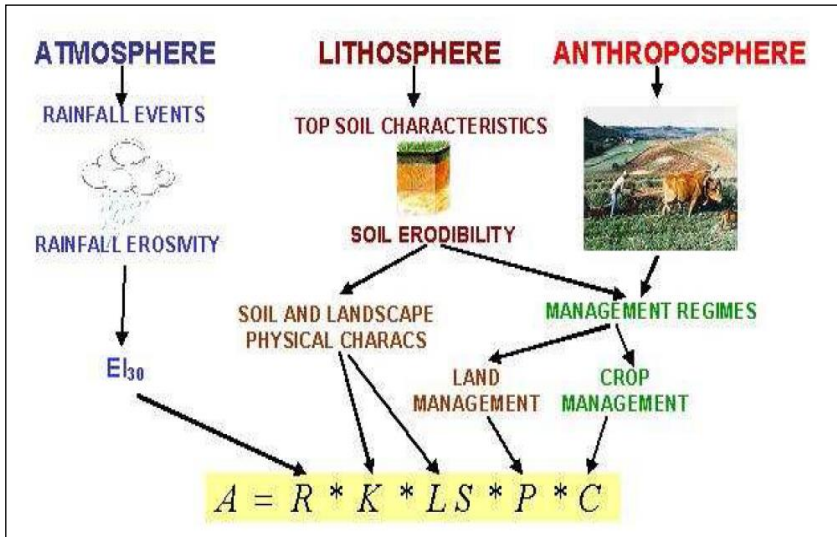 ATMOSPHERE
LITHOSPHERE
ANTHROPOSPHERE
RAINFALL EVENTS
TOP SOIL CHARACTERISTICS
RAINFALL EROSIVITY
SOIL ERODIBILITY
SOIL AND LANDSCAPE
PHYSICAL CHARACS
MANAGEMENT REGIMES
EI₃₀
LAND
MANAGEMENT
CROP
MANAGEMENT
A = R * K * LS * P * C